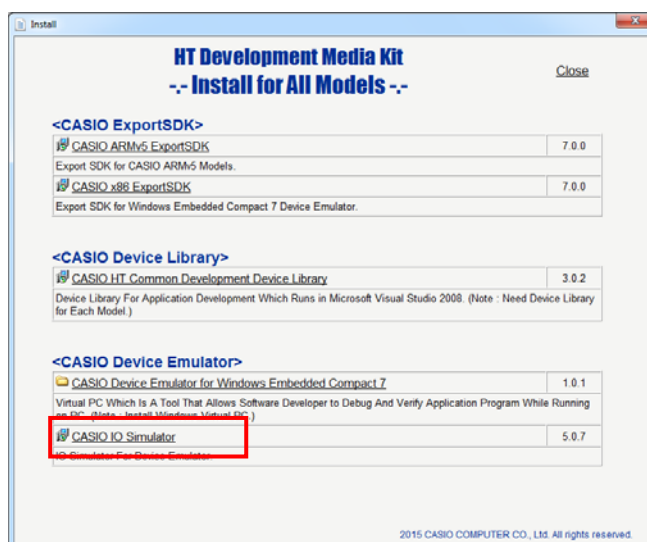 Install
HT Development Media Kit
-.- Install for All Models -.-
Close
<CASIO ExportSDK>
CASIO ARMv5 ExportSDK 7.0.0
Export SDK for CASIO ARMv5 Models.
CASIO x86 ExportSDK 7.0.0
Export SDK for Windows Embedded Compact 7 Device Emulator.
<CASIO Device Library>
CASIO HT Common Development Device Library 3.0.2
Device Library For Application Development Which Runs in Microsoft Visual Studio 2008. (Note : Need Device Library
for Each Model.)
<CASIO Device Emulator>
CASIO Device Emulator for Windows Embedded Compact 7 1.0.1
Virtual PC Which Is A Tool That Allows Software Developer to Debug And Verify Application Program While Running
on PC. (Note : Install Windows Virtual PC.)
CASIO IO Simulator 5.0.7
IO Simulator For Device Emulator.
2015 CASIO COMPUTER CO., Ltd. All rights reserved.